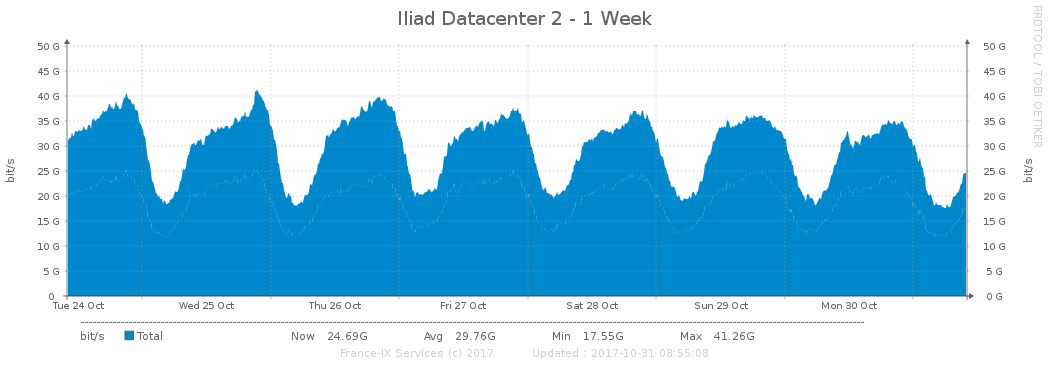 Iliad Datacenter 2 - 1 Week
RRDTOOL / TOBI OETIKER
50 G 50 G
45 G 45 G
40 G 40 G
35 G 35 G
30 G 30 G
25 G 25 G
20 G 20 G
15 G 15 G
10 G 10 G
5 G 5 G
0 0 G
bit/s
bit/s
Tue 24 Oct Wed 25 Oct Thu 26 Oct Fri 27 Oct Sat 28 Oct Sun 29 Oct Mon 30 Oct
bit/s Total Now 24.69G Avg 29.76G Min 17.55G Max 41.26G
France-IX Services (c) 2017 Updated : 2017-10-31 08:55:08